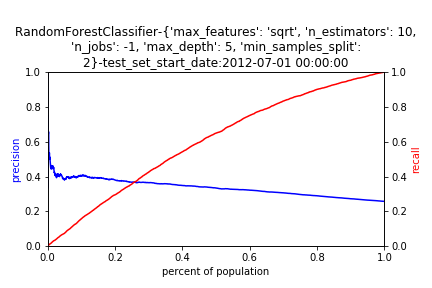 RandomForestClassifier-{'max_features': 'sqrt', 'n_estimators': 10,
'n_jobs': -1, 'max_depth': 5, 'min_samples_split':
2}-test_set_start_date:2012-07-01 00:00:00
1.0
0.8
0.6
0.4
0.2
0.0
precision
1.0
0.8
0.6
0.4
0.2
0.0
recall
0.0 0.2 0.4 0.6 0.8 1.0
percent of population